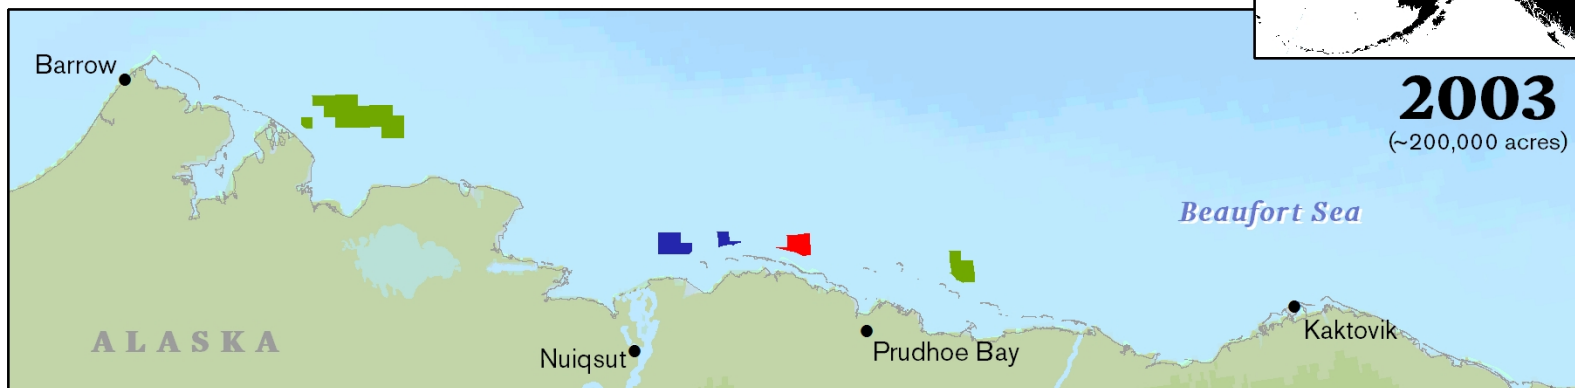 Barrow
2003
(~200,000 acres)
Beaufort Sea
ALASKA
Nuiqsut
Prudhoe Bay
Kaktovik